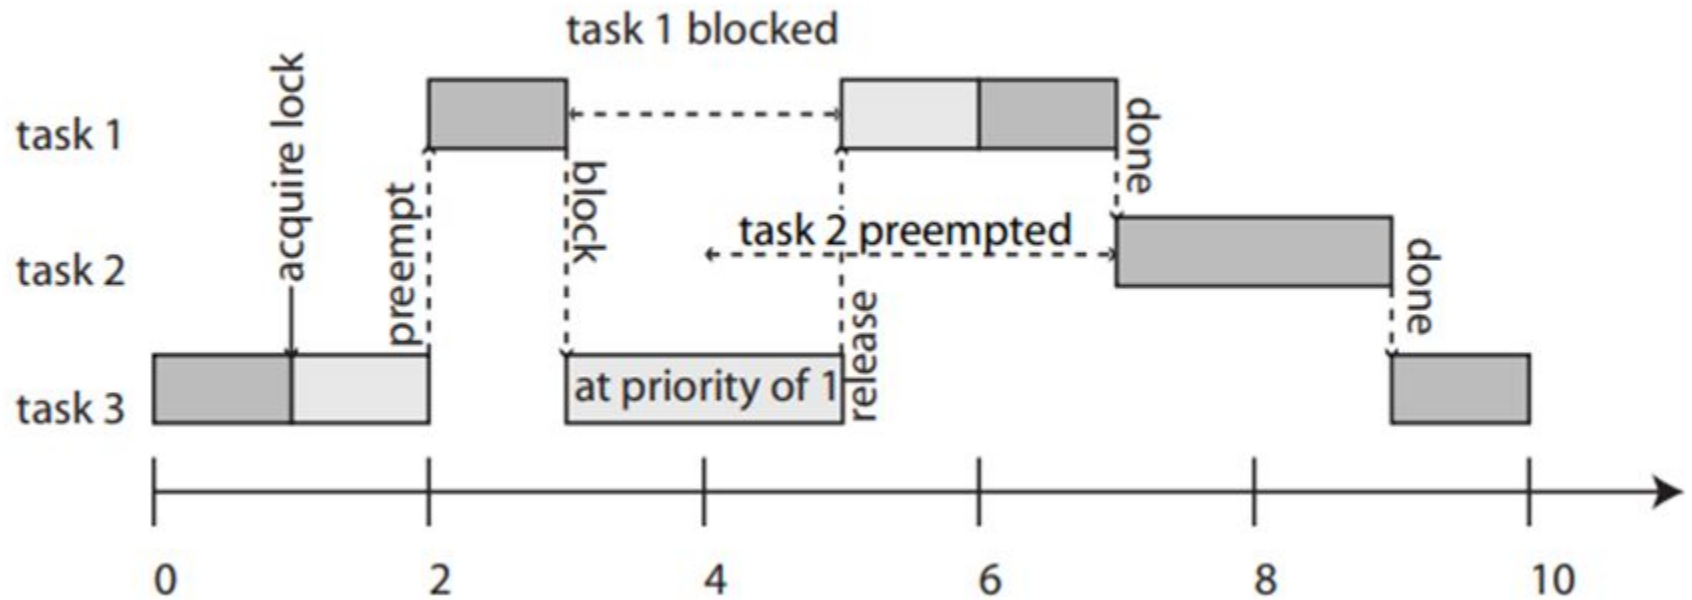 task 1 blocked
task 1
acquire lock
preempt
block
done
task 2
task 2 preempted
done
task 3
at priority of 1
release
0 2 4 6 8 10